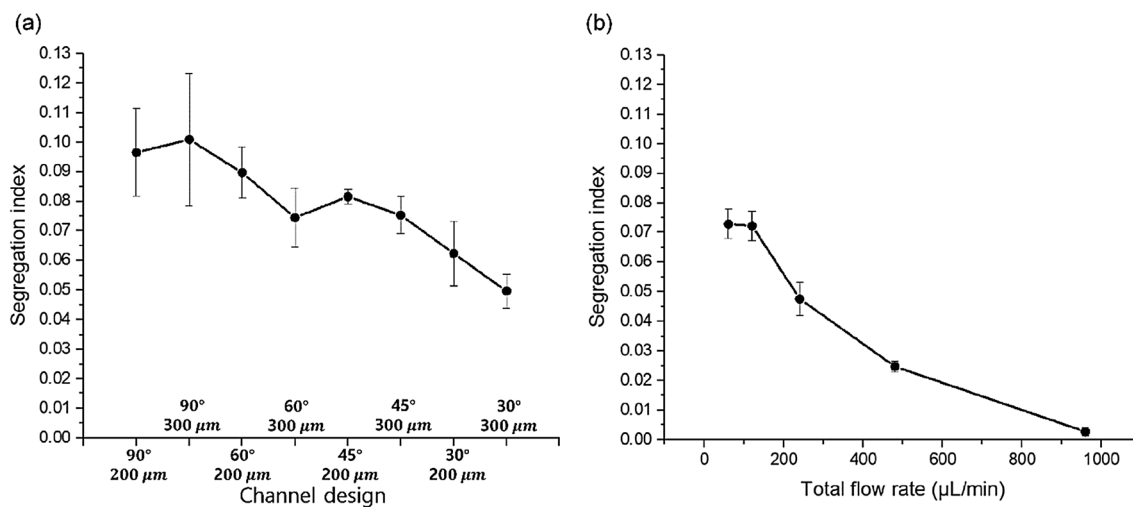 (a)
Segregation index
0.13
0.12
0.11
0.10
0.09
0.08
0.07
0.06
0.05
0.04
0.03
0.02
0.01
0.00
90° 60° 45° 30°
300 μm 300 μm 300 μm 300 μm
90° 60° 45° 30°
200 μm 200 μm 200 μm 200 μm
Channel design
(b)
Segregation index
0.13
0.12
0.11
0.10
0.09
0.08
0.07
0.06
0.05
0.04
0.03
0.02
0.01
0.00
0 200 400 600 800 1000
Total flow rate (μL/min)